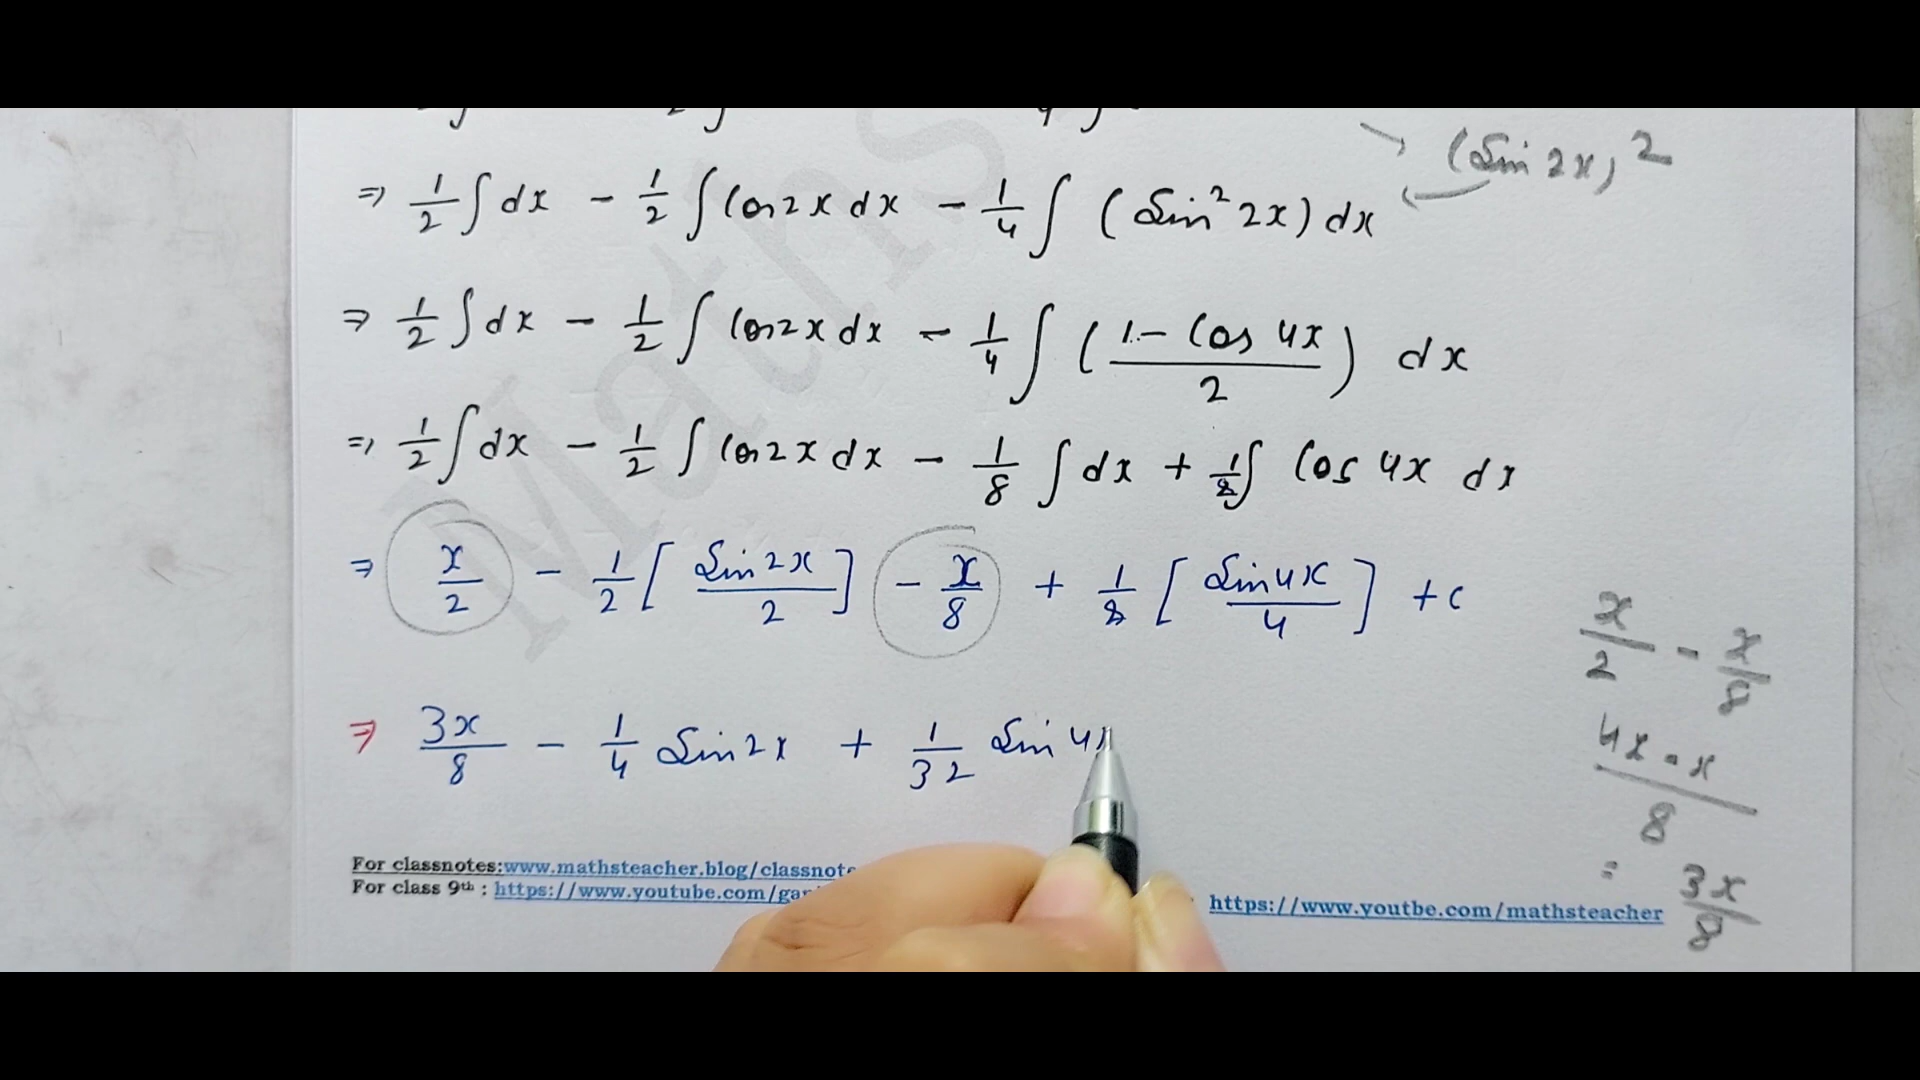 (Sin 2x)²
⇒ 1/2 ∫ dx - 1/2 ∫ Cos 2x dx - 1/4 ∫ (Sin² 2x) dx
⇒ 1/2 ∫ dx - 1/2 ∫ Cos 2x dx - 1/4 ∫ (1 - Cos 4x / 2) dx
⇒ 1/2 ∫ dx - 1/2 ∫ Cos 2x dx - 1/8 ∫ dx + 1/8 ∫ Cos 4x dx
⇒ x/2 - 1/2 [Sin 2x / 2] - x/8 + 1/8 [Sin 4x / 4] + c
⇒ 3x/8 - 1/4 Sin 2x + 1/32 Sin 4x
x/2 - x/8
4x - x / 8
= 3x/8
Maths
For classnotes:www.mathsteacher.blog/classnote
For class 9th : https://www.youtube.com/ga
https://www.youtbe.com/mathsteacher